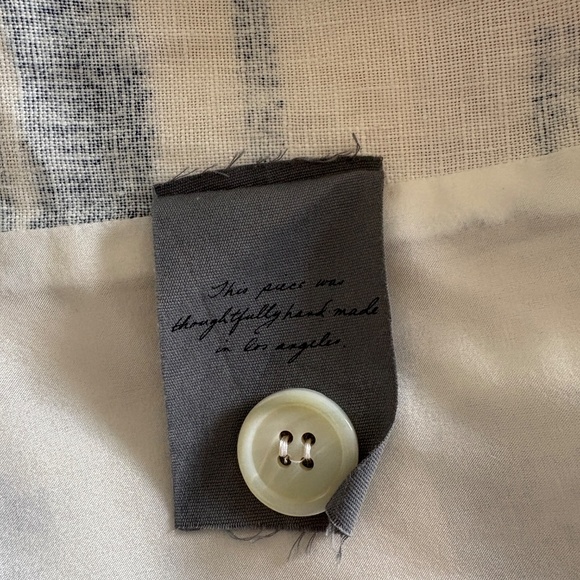 This piece was
thoughtfully hand made
in los angeles.